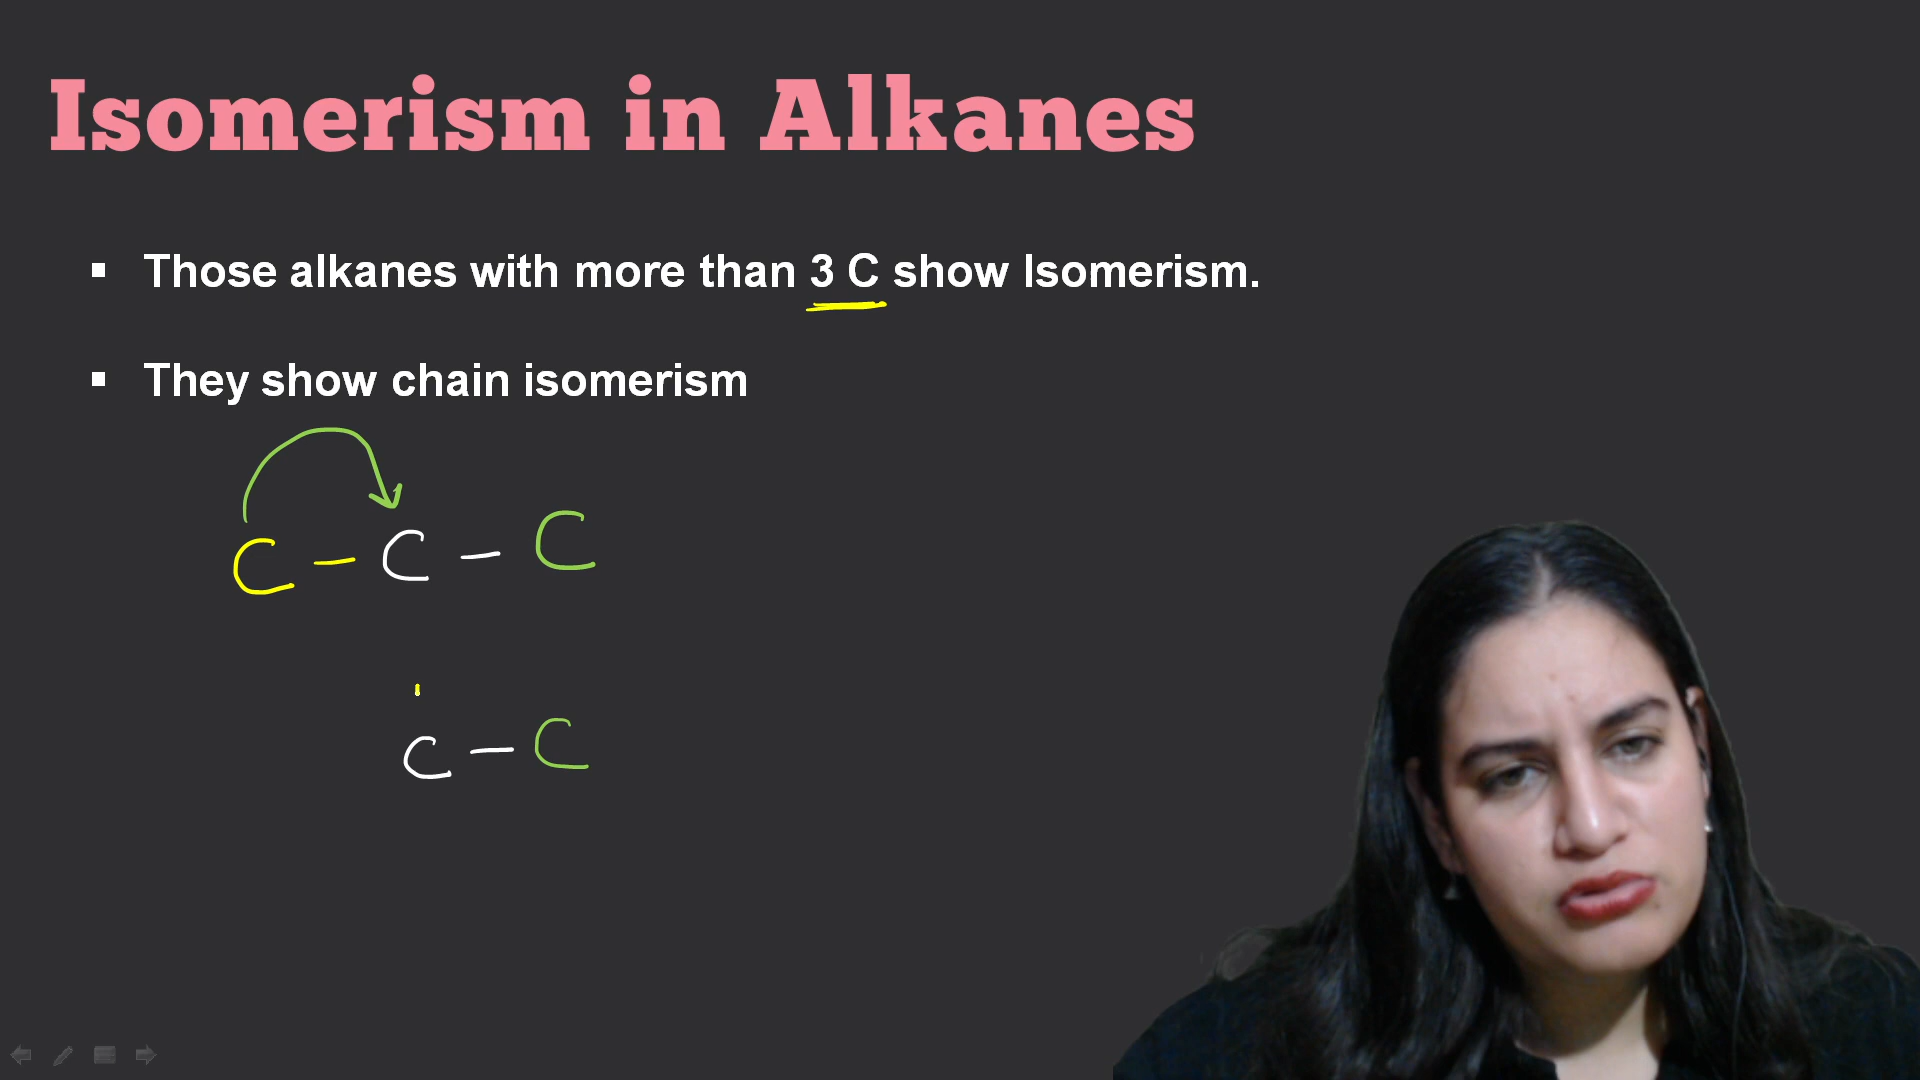 Isomerism in Alkanes
Those alkanes with more than 3 C show Isomerism.
They show chain isomerism
C - C - C
C - C